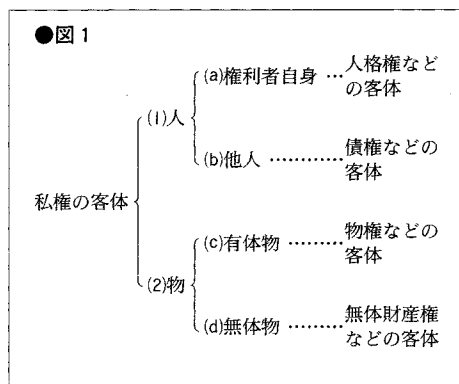 ●図1
(a)権利者自身…人格権など
の客体
(1)人
(b)他人…………債権などの
客体
私権の客体
(c)有体物………物権などの
客体
(2)物
(d)無体物………無体財産権
などの客体